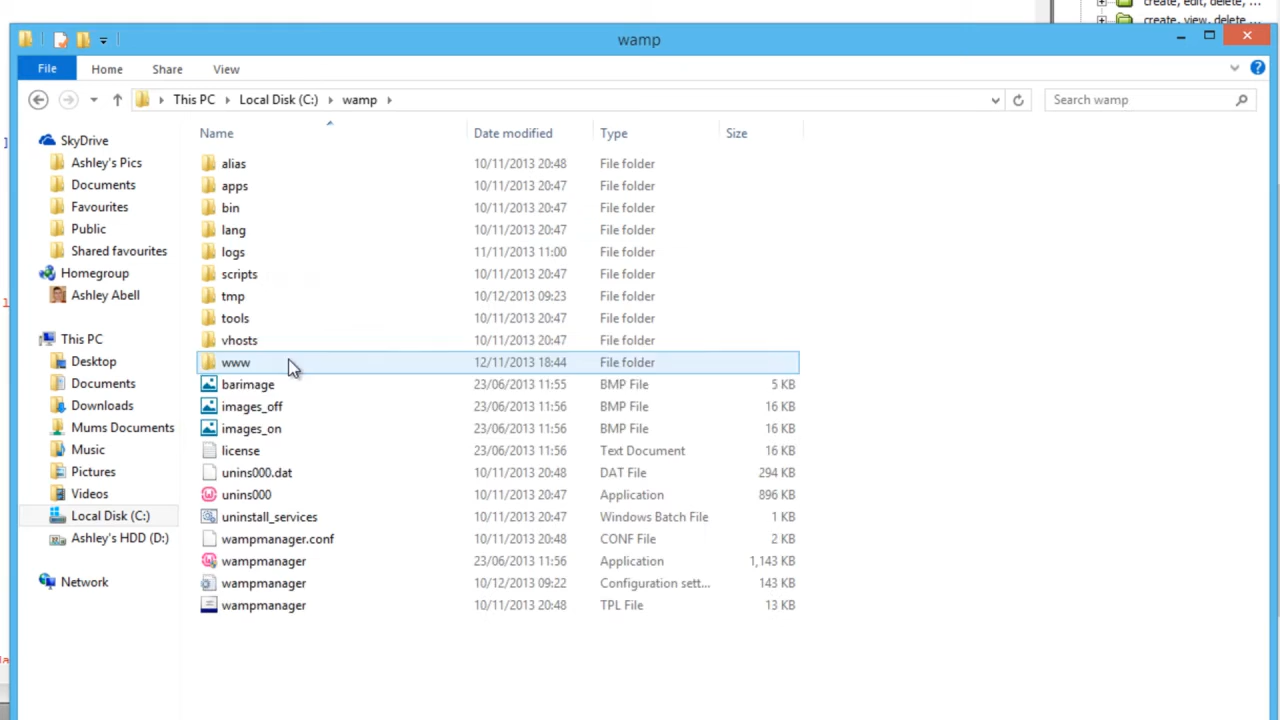 create, edit, delete, ...
create, view, delete ...
wamp
File Home Share View
This PC Local Disk (C:) wamp
Search wamp
Name Date modified Type Size
SkyDrive
Ashley's Pics
Documents
Favourites
Public
Shared favourites
Homegroup
Ashley Abell
This PC
Desktop
Documents
Downloads
Mums Documents
Music
Pictures
Videos
Local Disk (C:)
Ashley's HDD (D:)
Network
alias 10/11/2013 20:48 File folder
apps 10/11/2013 20:47 File folder
bin 10/11/2013 20:47 File folder
lang 10/11/2013 20:47 File folder
logs 11/11/2013 11:00 File folder
scripts 10/11/2013 20:47 File folder
tmp 10/12/2013 09:23 File folder
tools 10/11/2013 20:47 File folder
vhosts 10/11/2013 20:47 File folder
www 12/11/2013 18:44 File folder
barimage 23/06/2013 11:55 BMP File 5 KB
images_off 23/06/2013 11:56 BMP File 16 KB
images_on 23/06/2013 11:56 BMP File 16 KB
license 23/06/2013 11:56 Text Document 16 KB
unins000.dat 10/11/2013 20:48 DAT File 294 KB
unins000 10/11/2013 20:47 Application 896 KB
uninstall_services 10/11/2013 20:47 Windows Batch File 1 KB
wampmanager.conf 10/11/2013 20:48 CONF File 2 KB
wampmanager 23/06/2013 11:56 Application 1,143 KB
wampmanager 10/12/2013 09:22 Configuration sett... 143 KB
wampmanager 10/11/2013 20:48 TPL File 13 KB